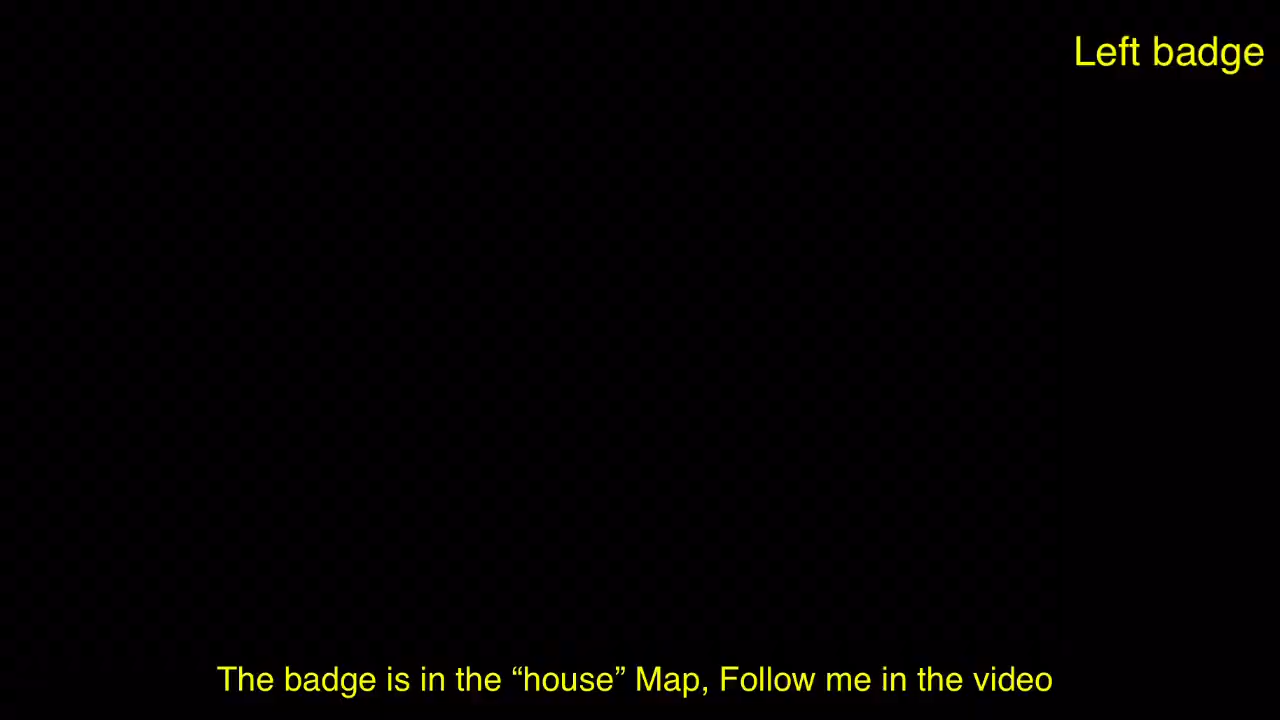 Left badge
The badge is in the “house” Map, Follow me in the video